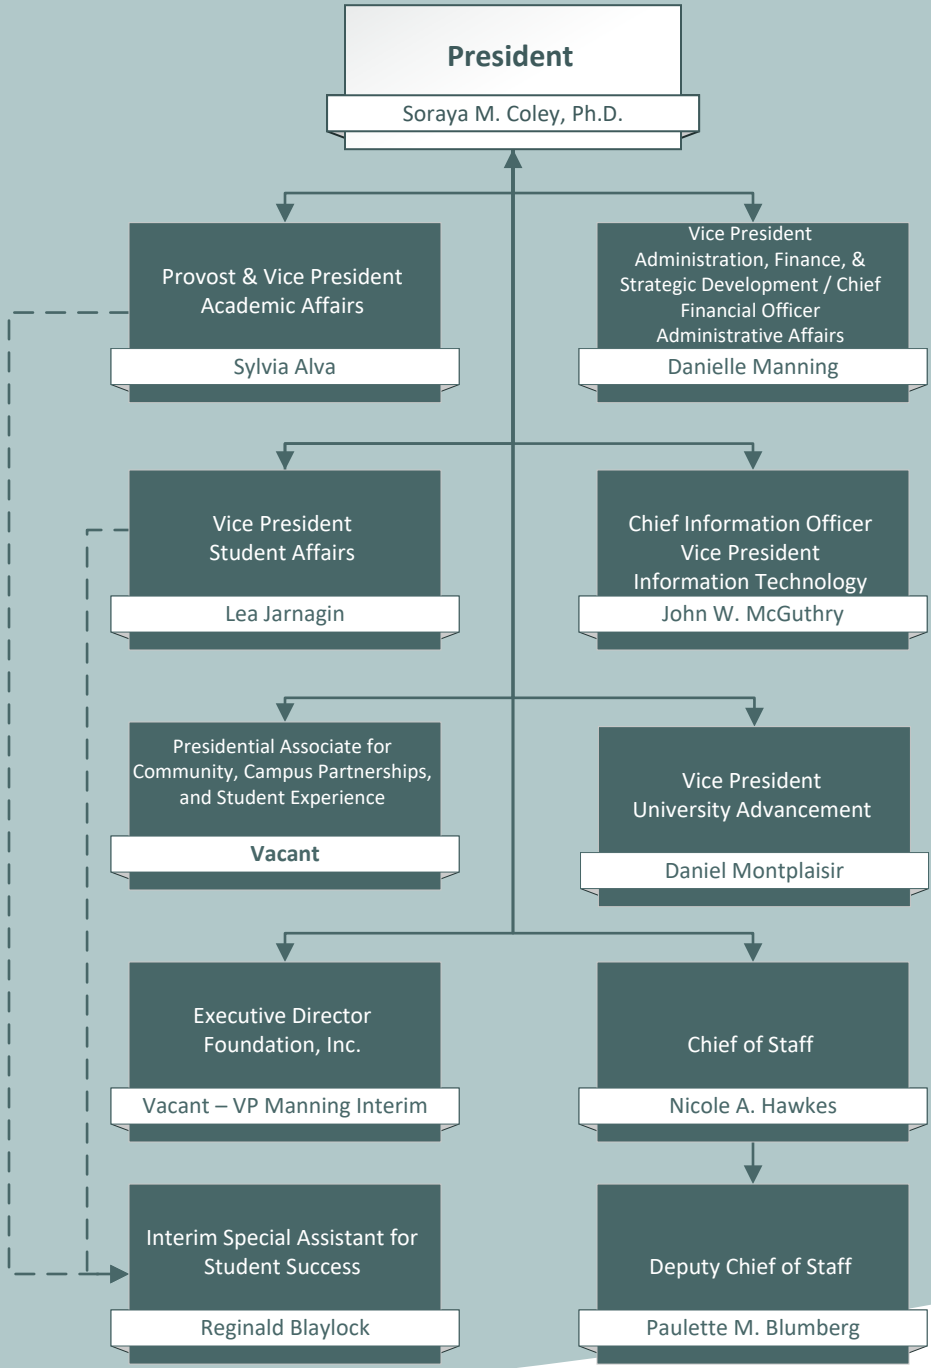 President
Soraya M. Coley, Ph.D.
Provost & Vice President
Academic Affairs
Sylvia Alva
Vice President
Administration, Finance, &
Strategic Development / Chief
Financial Officer
Administrative Affairs
Danielle Manning
Vice President
Student Affairs
Lea Jarnagin
Chief Information Officer
Vice President
Information Technology
John W. McGuthry
Presidential Associate for
Community, Campus Partnerships,
and Student Experience
Vacant
Vice President
University Advancement
Daniel Montplaisir
Executive Director
Foundation, Inc.
Vacant – VP Manning Interim
Chief of Staff
Nicole A. Hawkes
Interim Special Assistant for
Student Success
Reginald Blaylock
Deputy Chief of Staff
Paulette M. Blumberg